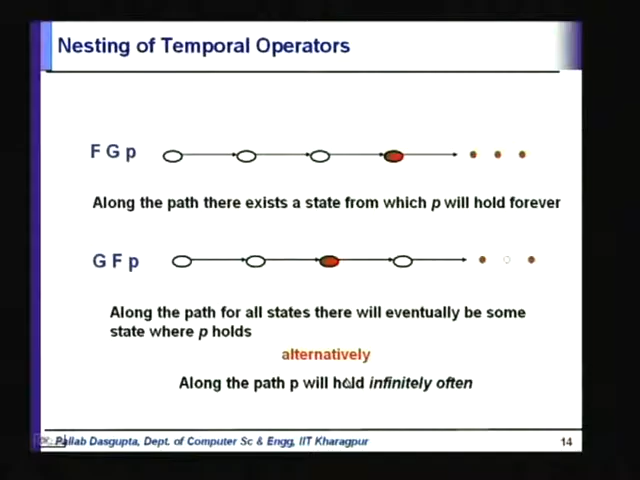 Nesting of Temporal Operators
F G p
Along the path there exists a state from which p will hold forever
G F p
Along the path for all states there will eventually be some
state where p holds
alternatively
Along the path p will hold infinitely often
Pallab Dasgupta, Dept. of Computer Sc & Engg, IIT Kharagpur
14